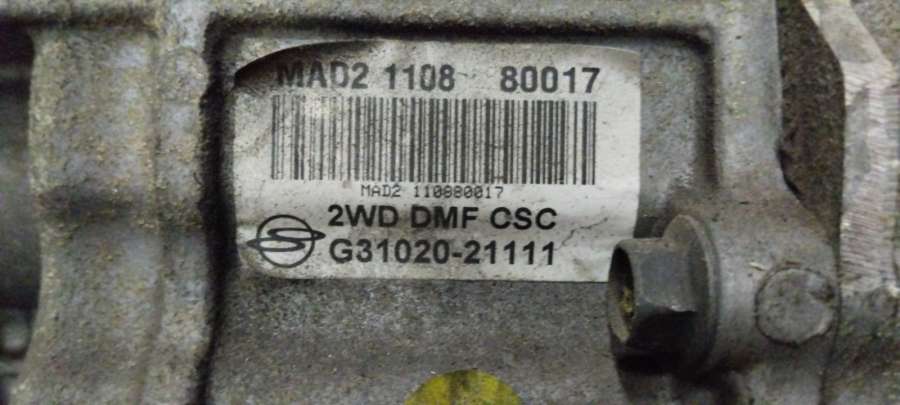 MAD2 1108 80017
MAD2 110880017
2WD DMF CSC
G31020-21111